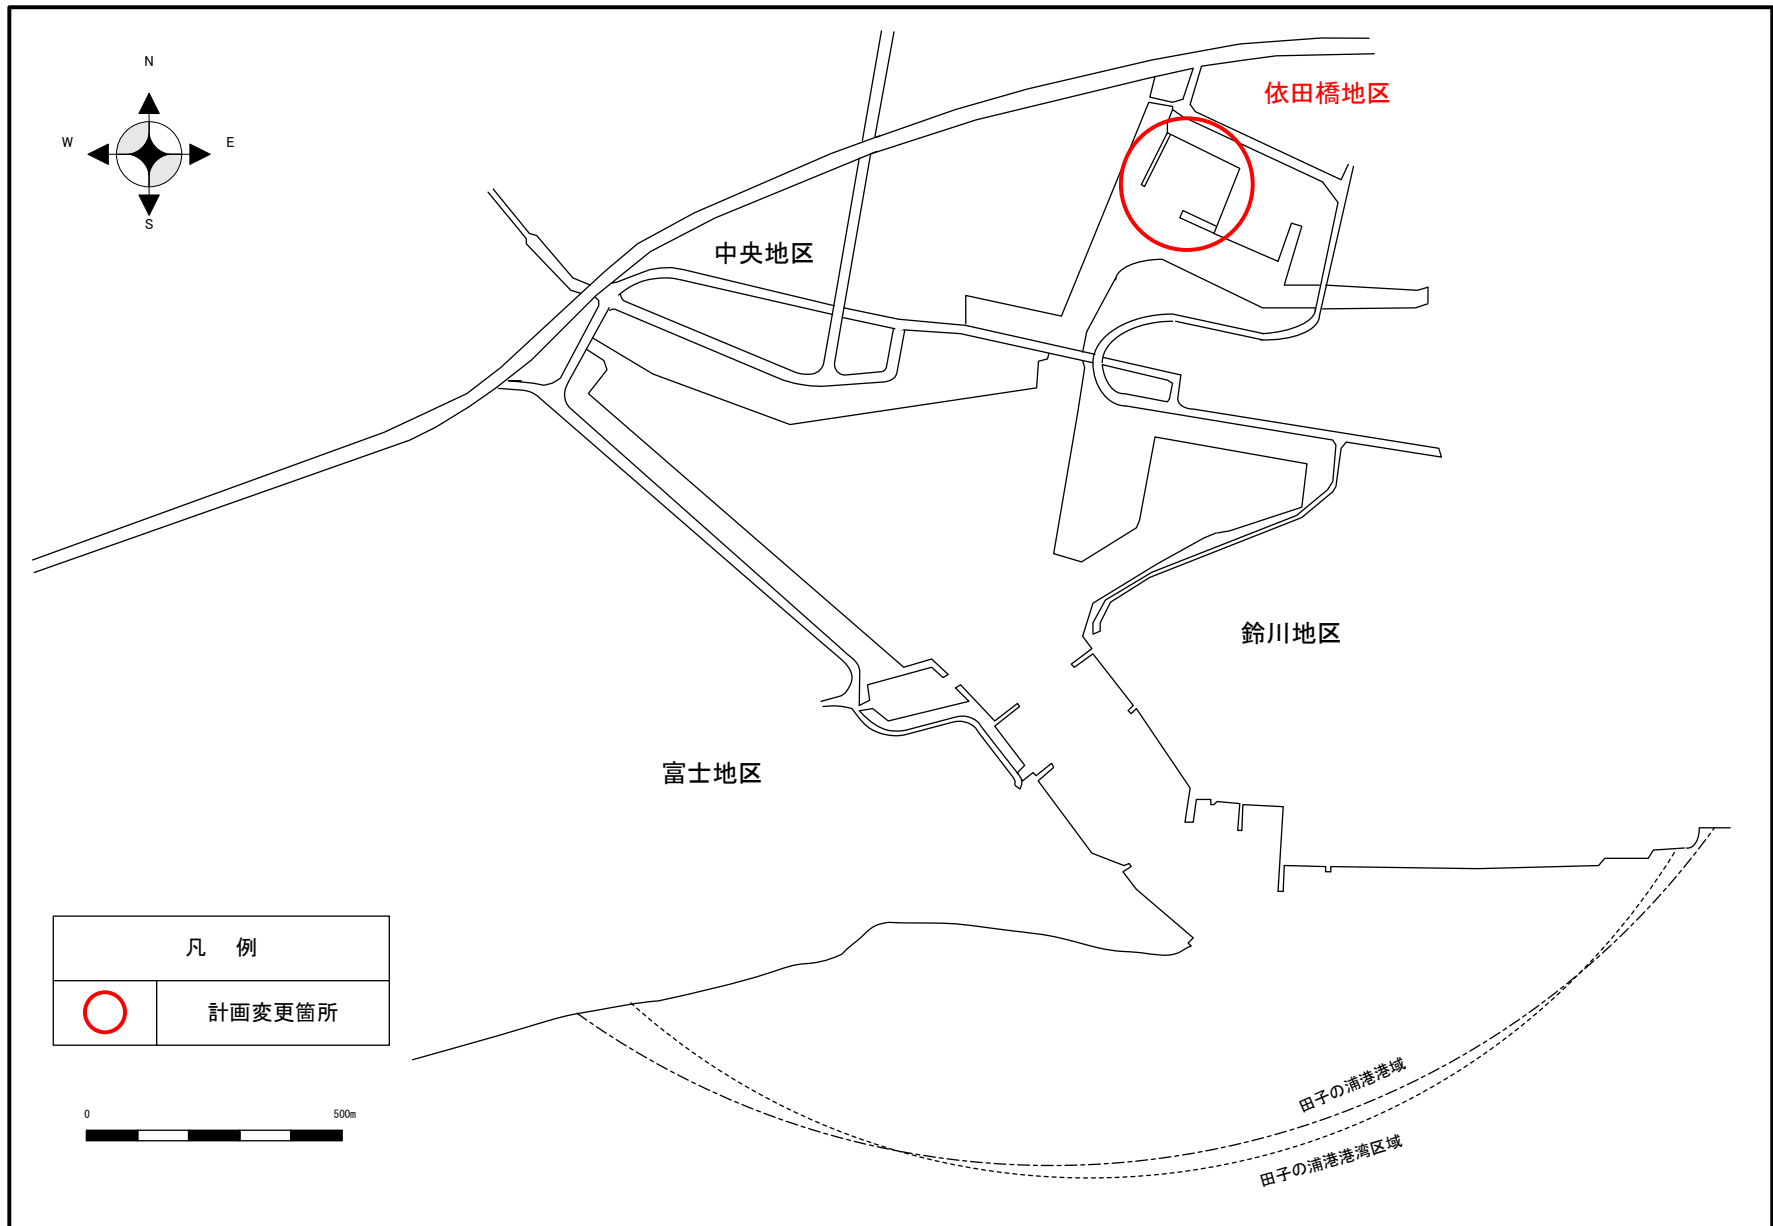 N
W
E
S
依田橋地区
中央地区
鈴川地区
富士地区
凡 例
計画変更箇所
0
500m
田子の浦港港域
田子の浦港港湾区域